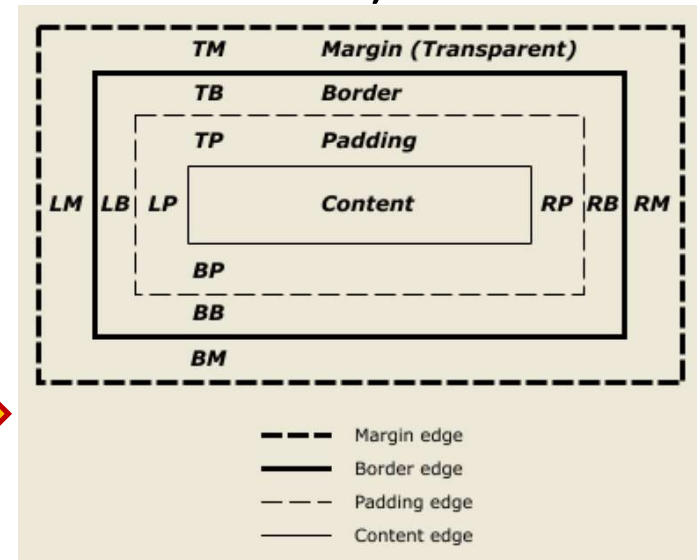 TM Margin (Transparent)
TB Border
TP Padding
LM LB LP Content RP RB RM
BP
BB
BM
Margin edge
Border edge
Padding edge
Content edge